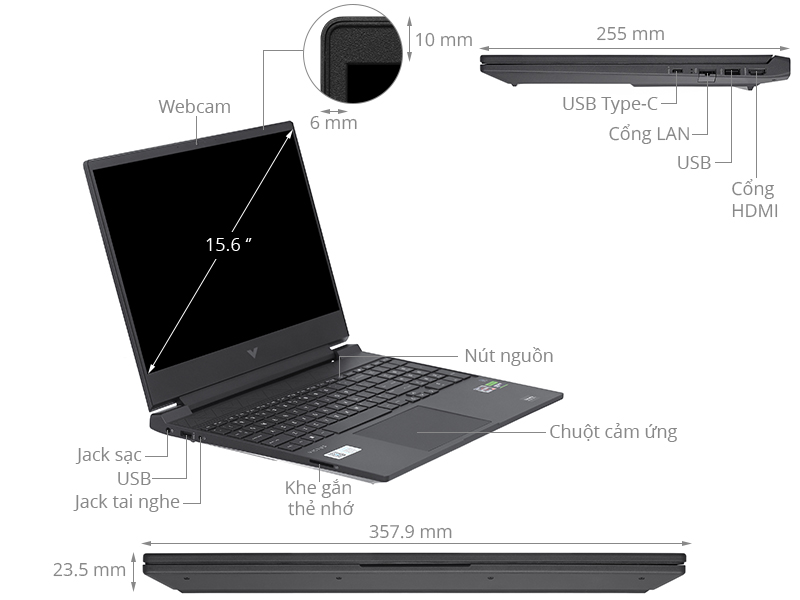 10 mm
255 mm
Webcam
6 mm
USB Type-C
Cổng LAN
USB
Cổng
HDMI
15.6 “
Nút nguồn
Chuột cảm ứng
Jack sạc
USB
Jack tai nghe
Khe gắn
thẻ nhớ
357.9 mm
23.5 mm